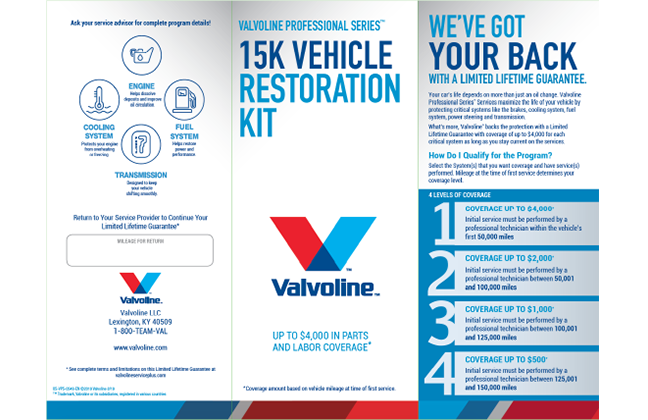 Ask your service advisor for complete program details!
ENGINE
Helps dissolve
deposits and improve
oil circulation
COOLING
SYSTEM
Protects your engine
from overheating
or freezing
FUEL
SYSTEM
Helps restore
power and
performance
TRANSMISSION
Designed to keep
your vehicle
shifting smoothly
Return to Your Service Provider to Continue Your
Limited Lifetime Guarantee*
MILEAGE FOR RETURN
Valvoline.
Valvoline LLC
Lexington, KY 40509
1-800-TEAM-VAL
www.valvoline.com
* See complete terms and limitations on this Limited Lifetime Guarantee at
valvolineserviceplus.com
™ Trademark, Valvoline or its subsidiaries, registered in various countries
VALVOLINE PROFESSIONAL SERIES™
15K VEHICLE
RESTORATION
KIT
Valvoline™
UP TO $4,000 IN PARTS
AND LABOR COVERAGE*
*Coverage amount based on vehicle mileage at time of first service.
WE'VE GOT
YOUR BACK
WITH A LIMITED LIFETIME GUARANTEE.
Your car's life depends on more than just an oil change. Valvoline
Professional Series™ Services maximize the life of your vehicle by
protecting critical systems like the brakes, cooling system, fuel
system, power steering and transmission.
What's more, Valvoline™ backs the protection with a Limited
Lifetime Guarantee with coverage of up to $4,000 for each
critical system as long as you stay current on the services.
How Do I Qualify for the Program?
Select the System(s) that you want coverage and have service(s)
performed. Mileage at the time of first service determines your
coverage level.
4 LEVELS OF COVERAGE
1 COVERAGE UP TO $4,000*
Initial service must be performed by a
professional technician within the vehicle's
first 50,000 miles
2 COVERAGE UP TO $2,000*
Initial service must be performed by a
professional technician between 50,001
and 100,000 miles
3 COVERAGE UP TO $1,000*
Initial service must be performed by a
professional technician between 100,001
and 125,000 miles
4 COVERAGE UP TO $500*
Initial service must be performed by a
professional technician between 125,001
and 150,000 miles